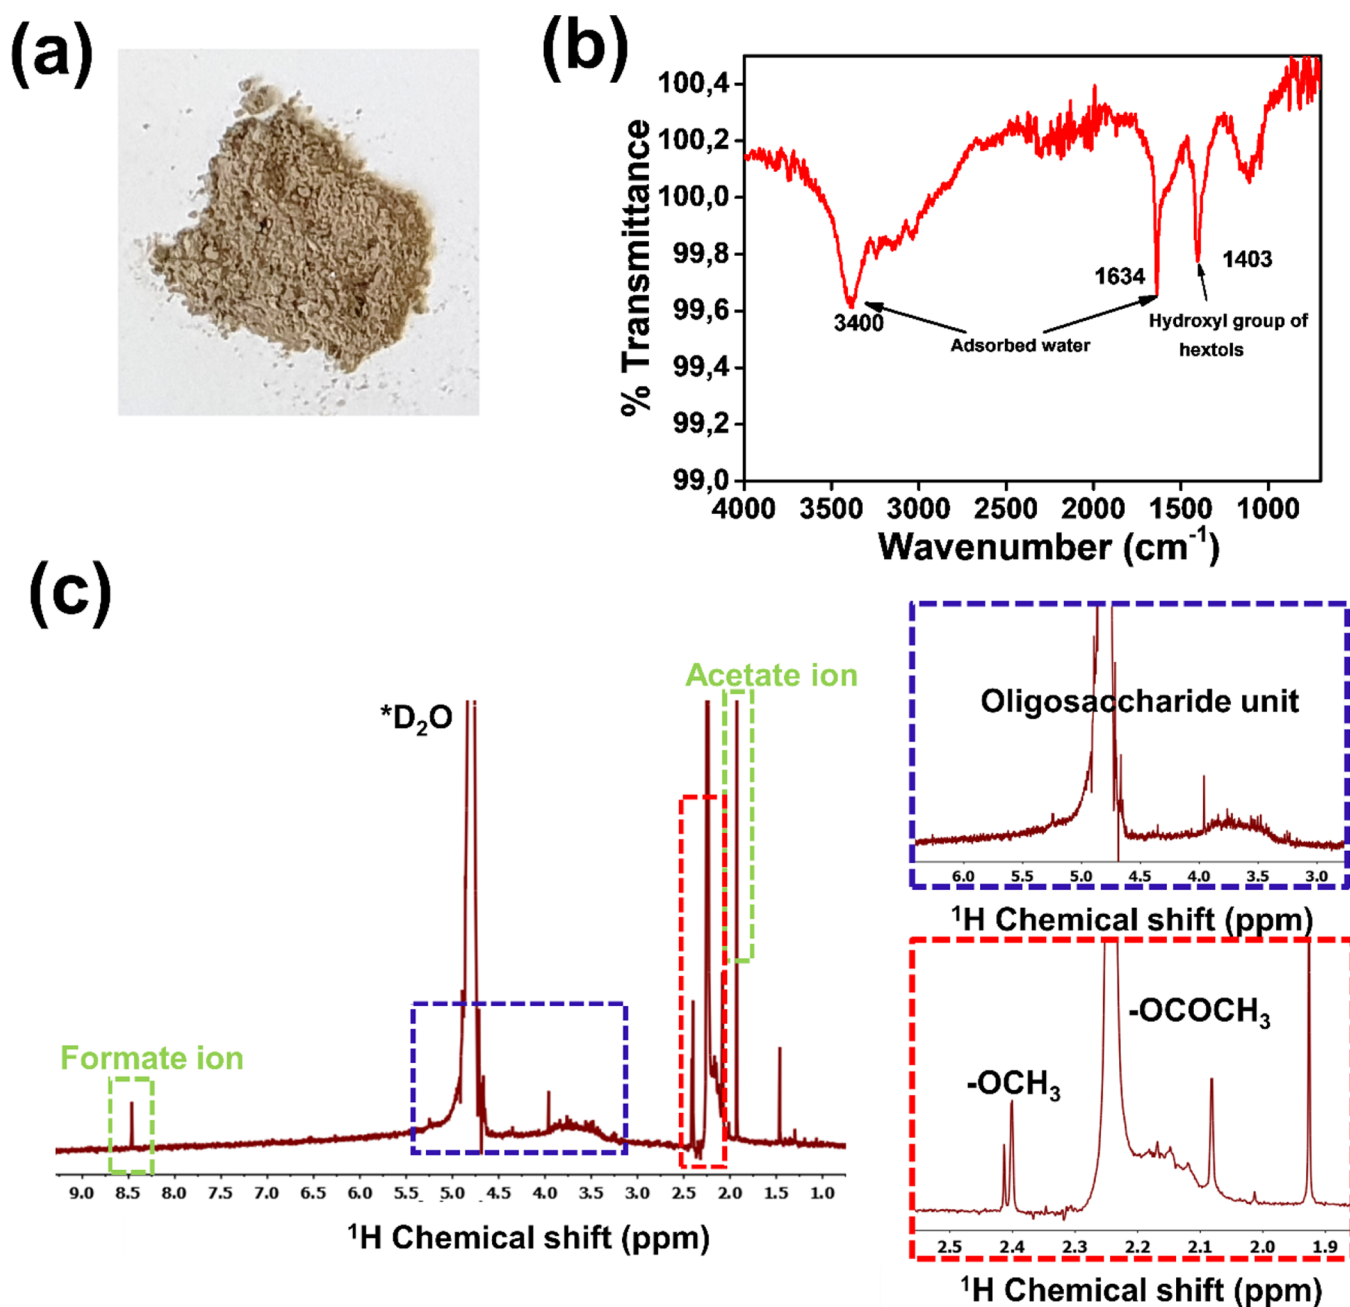 (a)
(b)
% Transmittance
100,4
100,2
100,0
99,8
99,6
99,4
99,2
99,0
3400
1634
1403
Adsorbed water
Hydroxyl group of
hextols
4000 3500 3000 2500 2000 1500 1000
Wavenumber (cm⁻¹)
(c)
Formate ion
*D₂O
Acetate ion
9.0 8.5 8.0 7.5 7.0 6.5 6.0 5.5 5.0 4.5 4.0 3.5 3.0 2.5 2.0 1.5 1.0
¹H Chemical shift (ppm)
Oligosaccharide unit
6.0 5.5 5.0 4.5 4.0 3.5 3.0
¹H Chemical shift (ppm)
-OCOCH₃
-OCH₃
2.5 2.4 2.3 2.2 2.1 2.0 1.9
¹H Chemical shift (ppm)